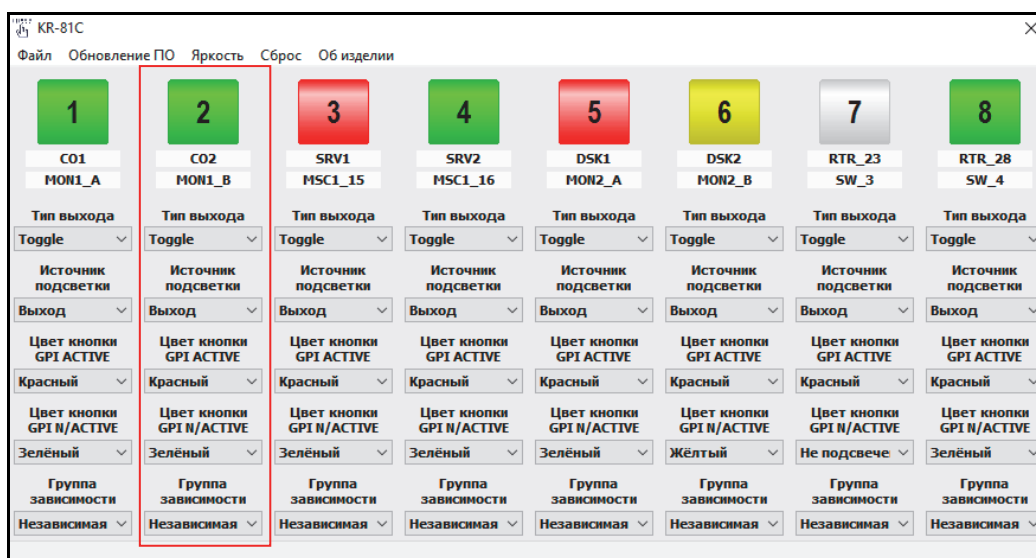 KR-81C
Файл Обновление ПО Яркость Сброс Об изделии
1 2 3 4 5 6 7 8
CO1 CO2 SRV1 SRV2 DSK1 DSK2 RTR_23 RTR_28
MON1_A MON1_B MSC1_15 MSC1_16 MON2_A MON2_B SW_3 SW_4
Тип выхода Тип выхода Тип выхода Тип выхода Тип выхода Тип выхода Тип выхода Тип выхода
Toggle Toggle Toggle Toggle Toggle Toggle Toggle Toggle
Источник Источник Источник Источник Источник Источник Источник Источник
подсветки подсветки подсветки подсветки подсветки подсветки подсветки подсветки
Выход Выход Выход Выход Выход Выход Выход Выход
Цвет кнопки Цвет кнопки Цвет кнопки Цвет кнопки Цвет кнопки Цвет кнопки Цвет кнопки Цвет кнопки
GPI ACTIVE GPI ACTIVE GPI ACTIVE GPI ACTIVE GPI ACTIVE GPI ACTIVE GPI ACTIVE GPI ACTIVE
Красный Красный Красный Красный Красный Красный Красный Красный
Цвет кнопки Цвет кнопки Цвет кнопки Цвет кнопки Цвет кнопки Цвет кнопки Цвет кнопки Цвет кнопки
GPI N/ACTIVE GPI N/ACTIVE GPI N/ACTIVE GPI N/ACTIVE GPI N/ACTIVE GPI N/ACTIVE GPI N/ACTIVE GPI N/ACTIVE
Зелёный Зелёный Зелёный Зелёный Зелёный Жёлтый Не подсвече Зелёный
Группа Группа Группа Группа Группа Группа Группа Группа
зависимости зависимости зависимости зависимости зависимости зависимости зависимости зависимости
Независимая Независимая Независимая Независимая Независимая Независимая Независимая Независимая